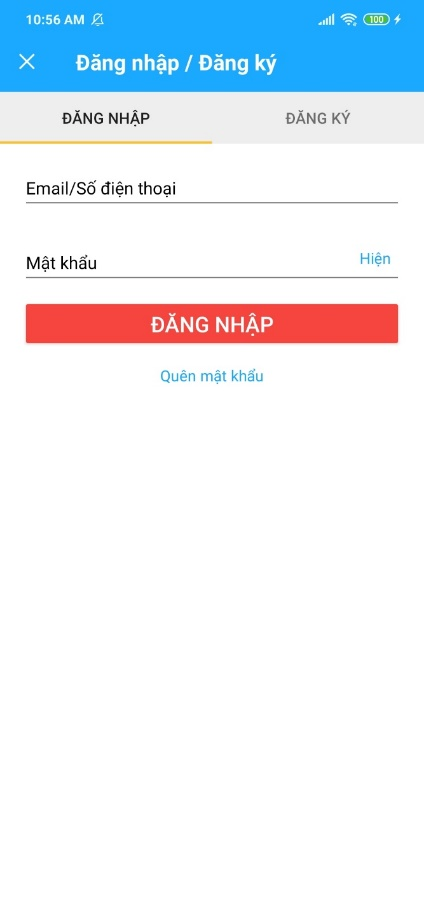 10:56 AM 100
Đăng nhập / Đăng ký
ĐĂNG NHẬP ĐĂNG KÝ
Email/Số điện thoại
Mật khẩu Hiện
ĐĂNG NHẬP
Quên mật khẩu